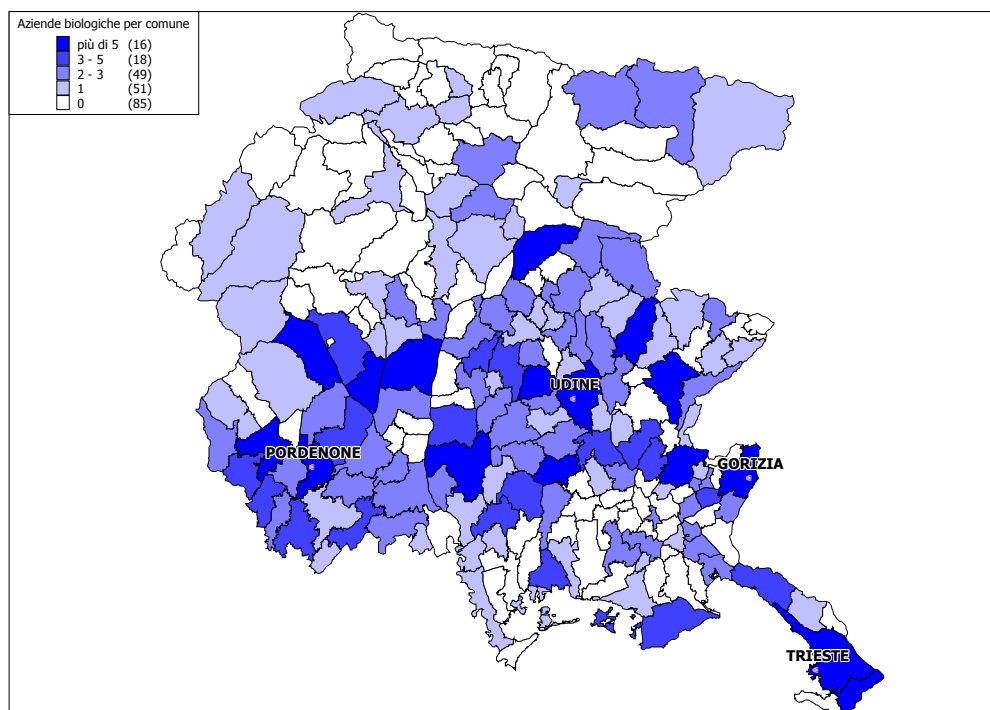 Aziende biologiche per comune
più di 5 (16)
3 - 5 (18)
2 - 3 (49)
1 (51)
0 (85)
UDINE
PORDENONE
GORIZIA
TRIESTE